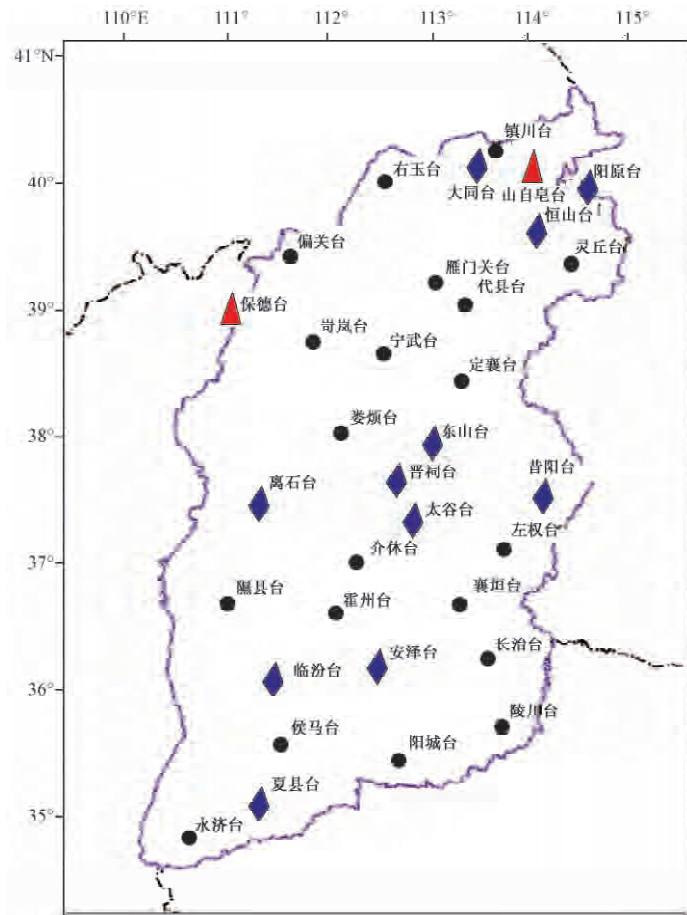 110°E 111° 112° 113° 114° 115°
41°N
镇川台
右玉台
阳原台
40°
大同台 山自皂台
恒山台
偏关台
灵丘台
雁门关台
代县台
39°
保德台
岢岚台
宁武台
定襄台
38°
娄烦台
东山台
晋祠台
昔阳台
离石台
太谷台
左权台
37°
介休台
隰县台
霍州台
襄垣台
长治台
安泽台
临汾台
36°
陵川台
侯马台
阳城台
夏县台
35°
永济台